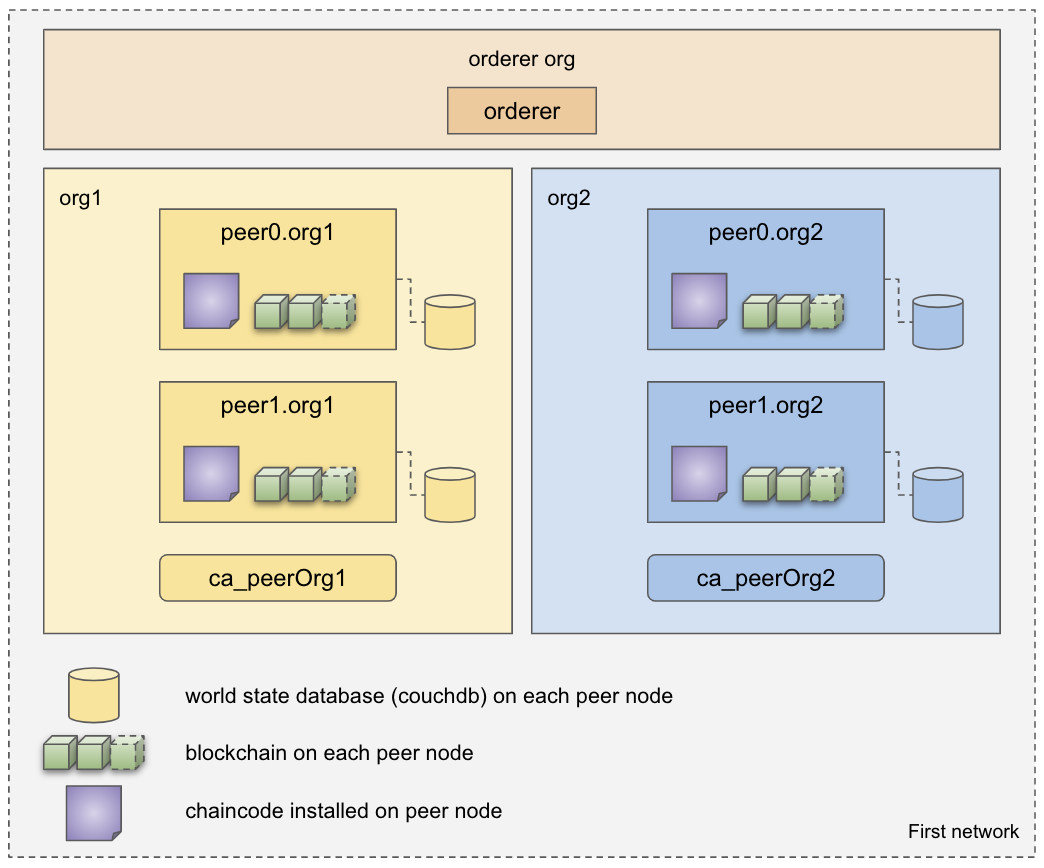 orderer org
orderer
org1
peer0.org1
peer1.org1
ca_peerOrg1
org2
peer0.org2
peer1.org2
ca_peerOrg2
world state database (couchdb) on each peer node
blockchain on each peer node
chaincode installed on peer node
First network